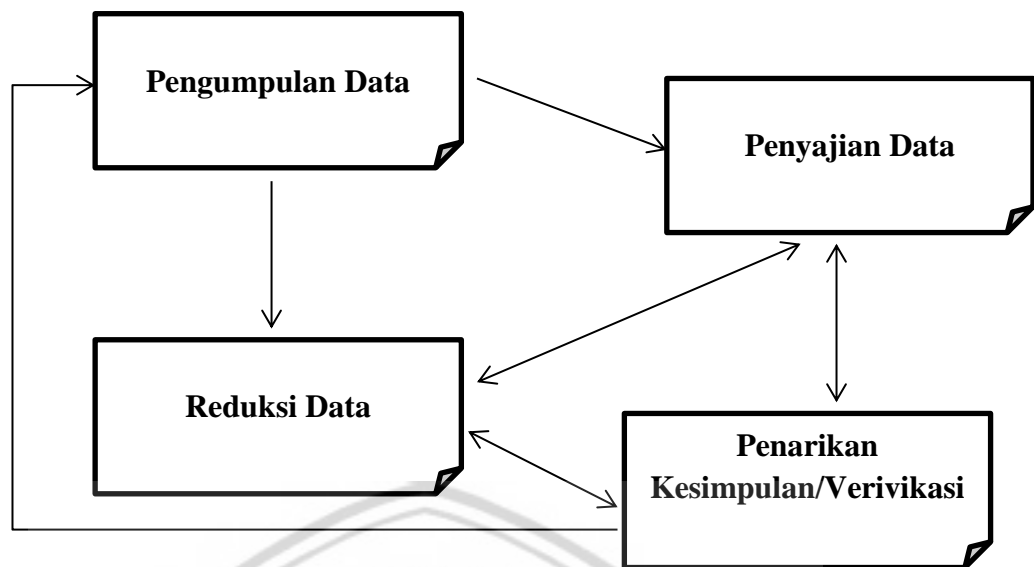 Pengumpulan Data
Penyajian Data
Reduksi Data
Penarikan
Kesimpulan/Verivikasi